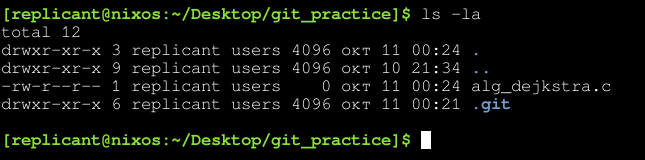 [replicant@nixos:~/Desktop/git_practice]$ ls -la
total 12
drwxr-xr-x 3 replicant users 4096 окт 11 00:24 .
drwxr-xr-x 9 replicant users 4096 окт 10 21:34 ..
-rw-r--r-- 1 replicant users    0 окт 11 00:24 alg_dejkstra.c
drwxr-xr-x 6 replicant users 4096 окт 11 00:21 .git
[replicant@nixos:~/Desktop/git_practice]$